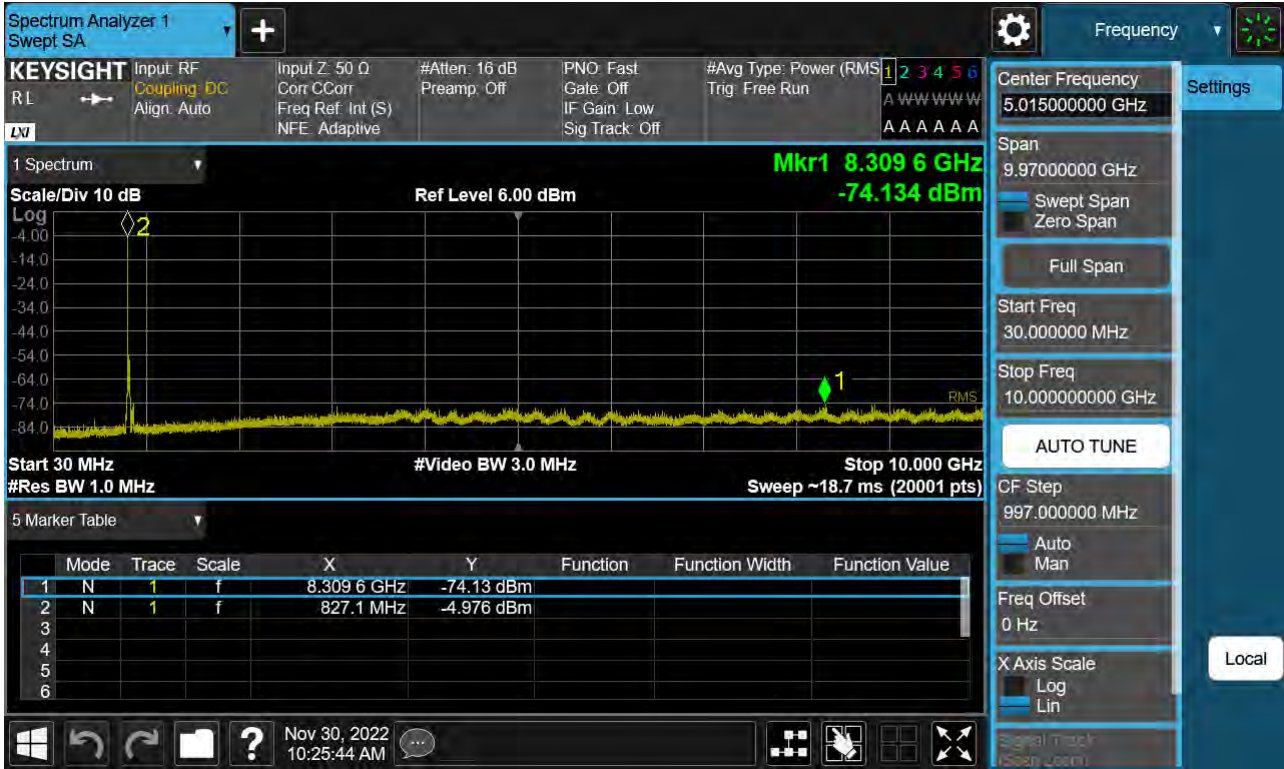 Spectrum Analyzer 1
Swept SA
Frequency
KEYSIGHT
RL
LXI
Input: RF
Coupling: DC
Align: Auto
Input Z: 50 Ω
Corr CCorr
Freq Ref: Int (S)
NFE: Adaptive
#Atten: 16 dB
Preamp: Off
PNO: Fast
Gate: Off
IF Gain: Low
Sig Track: Off
#Avg Type: Power (RMS
Trig: Free Run
1 2 3 4 5 6
A W W W W W
A A A A A A
1 Spectrum
Mkr1 8.309 6 GHz
-74.134 dBm
Scale/Div 10 dB
Ref Level 6.00 dBm
Log
-4.00
-14.0
-24.0
-34.0
-44.0
-54.0
-64.0
-74.0
-84.0
2
1
RMS
Start 30 MHz
#Video BW 3.0 MHz
Stop 10.000 GHz
#Res BW 1.0 MHz
Sweep ~18.7 ms (20001 pts)
5 Marker Table
Mode Trace Scale X Y Function Function Width Function Value
1 N 1 f 8.309 6 GHz -74.13 dBm
2 N 1 f 827.1 MHz -4.976 dBm
3
4
5
6
Nov 30, 2022
10:25:44 AM
Center Frequency
5.015000000 GHz
Span
9.97000000 GHz
Swept Span
Zero Span
Full Span
Start Freq
30.000000 MHz
Stop Freq
10.000000000 GHz
AUTO TUNE
CF Step
997.000000 MHz
Auto
Man
Freq Offset
0 Hz
X Axis Scale
Log
Lin
Signal Track
(Span Zoom)
Settings
Local